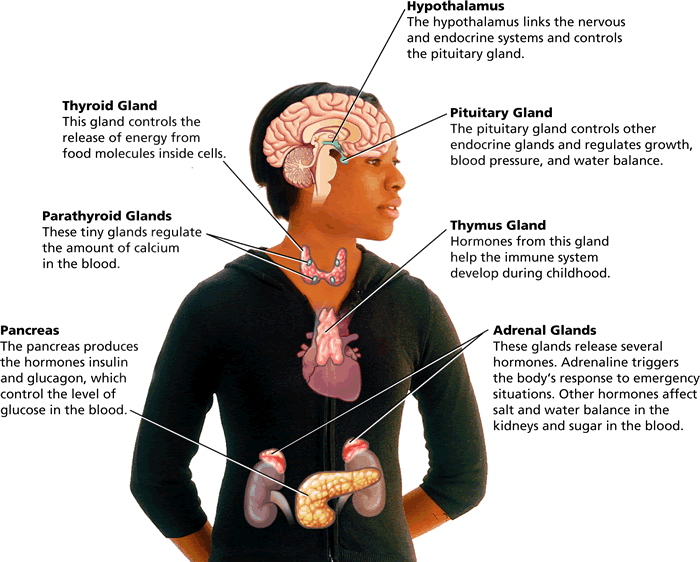 Hypothalamus
The hypothalamus links the nervous
and endocrine systems and controls
the pituitary gland.
Thyroid Gland
This gland controls the
release of energy from
food molecules inside cells.
Pituitary Gland
The pituitary gland controls other
endocrine glands and regulates growth,
blood pressure, and water balance.
Parathyroid Glands
These tiny glands regulate
the amount of calcium
in the blood.
Thymus Gland
Hormones from this gland
help the immune system
develop during childhood.
Pancreas
The pancreas produces
the hormones insulin
and glucagon, which
control the level of
glucose in the blood.
Adrenal Glands
These glands release several
hormones. Adrenaline triggers
the body's response to emergency
situations. Other hormones affect
salt and water balance in the
kidneys and sugar in the blood.